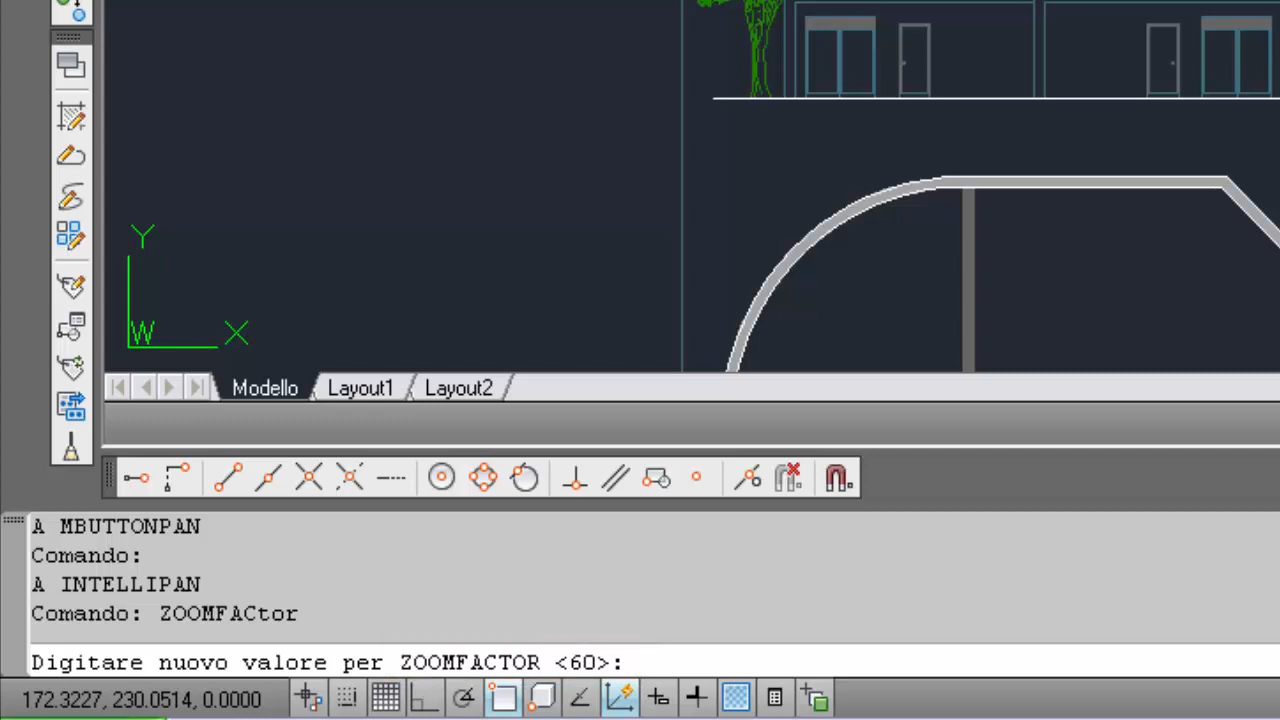 Y
W X
Modello Layout1 Layout2
A MBUTTONPAN
Comando:
A INTELLIPAN
Comando: ZOOMFACtor
Digitare nuovo valore per ZOOMFACTOR <60>:
172.3227, 230.0514, 0.0000